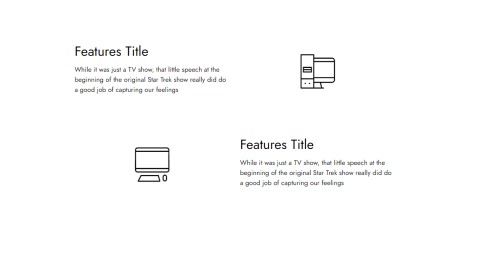 Features Title
While it was just a TV show, that little speech at the
beginning of the original Star Trek show really did do
a good job of capturing our feelings
Features Title
While it was just a TV show, that little speech at the
beginning of the original Star Trek show really did do
a good job of capturing our feelings